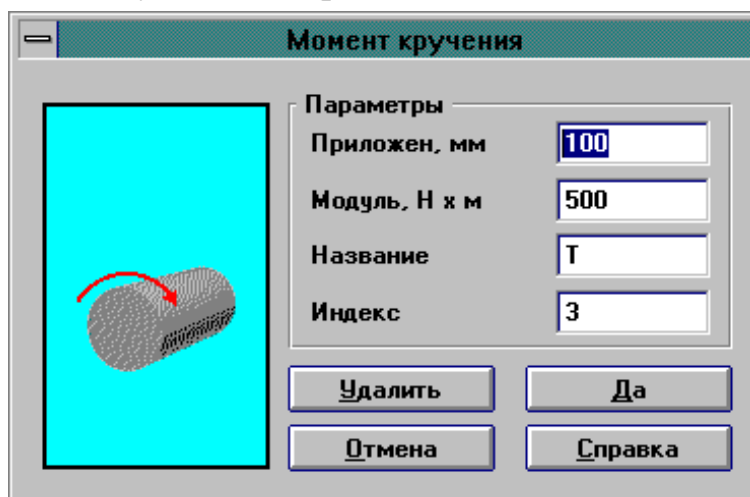 Момент кручения
Параметры
Приложен, мм 100
Модуль, Н х м 500
Название Т
Индекс 3
Удалить Да
Отмена Справка